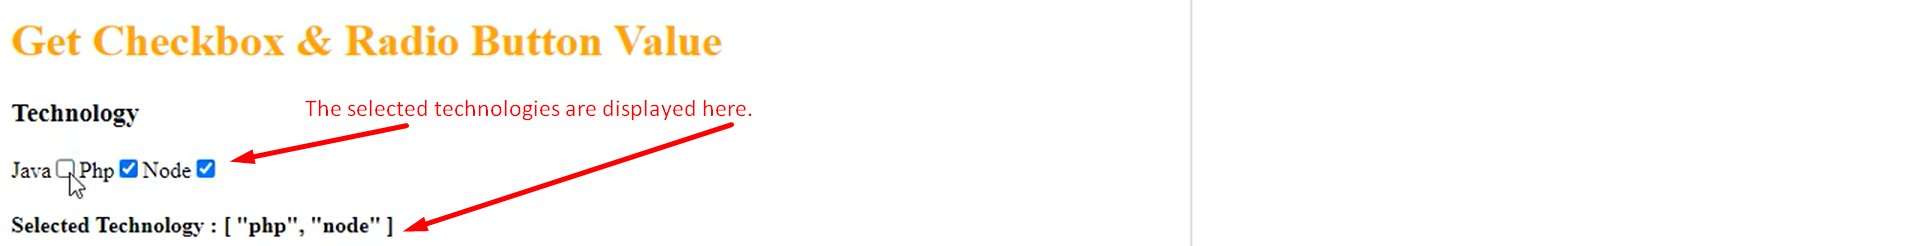 Get Checkbox & Radio Button Value
Technology
The selected technologies are displayed here.
Java Php Node
Selected Technology : [ "php", "node" ]